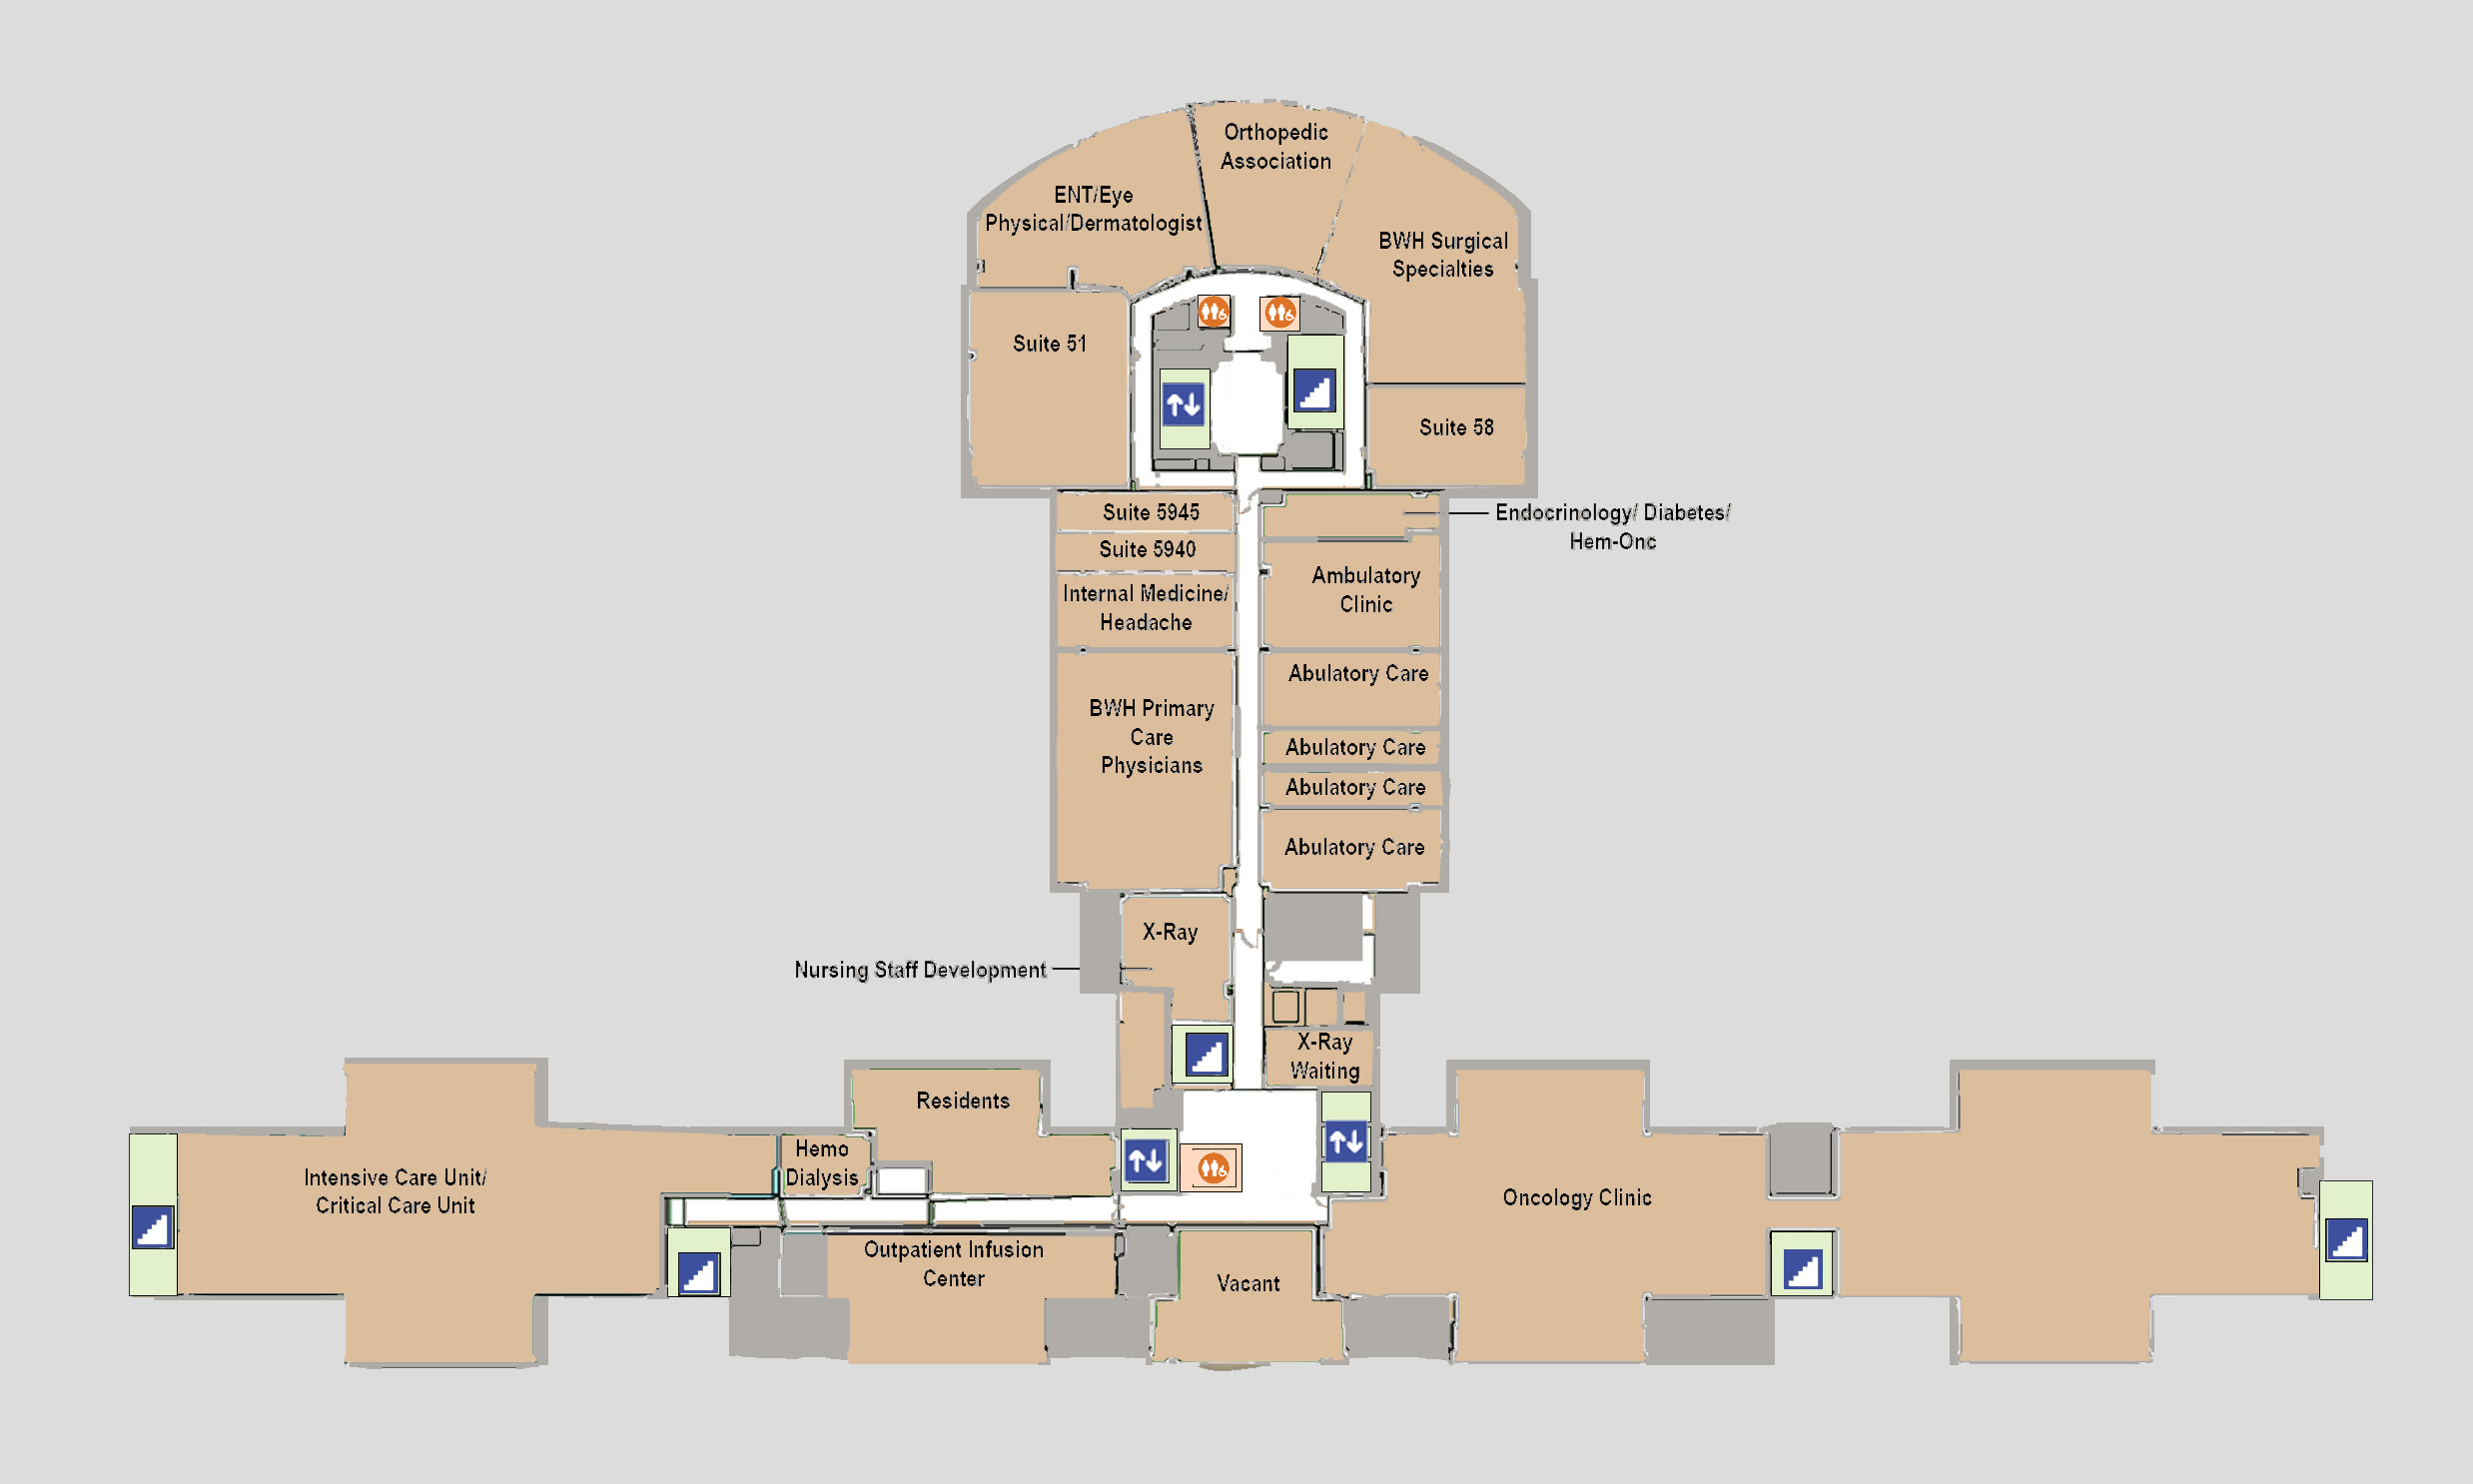 Orthopedic
Association
ENT/Eye
Physical/Dermatologist
BWH Surgical
Specialties
Suite 51
Suite 58
Suite 5945
Endocrinology/ Diabetes/
Hem-Onc
Suite 5940
Ambulatory
Clinic
Internal Medicine/
Headache
Abulatory Care
BWH Primary
Care
Physicians
Abulatory Care
Abulatory Care
Abulatory Care
X-Ray
Nursing Staff Development
X-Ray
Waiting
Residents
Hemo
Dialysis
Intensive Care Unit/
Critical Care Unit
Oncology Clinic
Outpatient Infusion
Center
Vacant